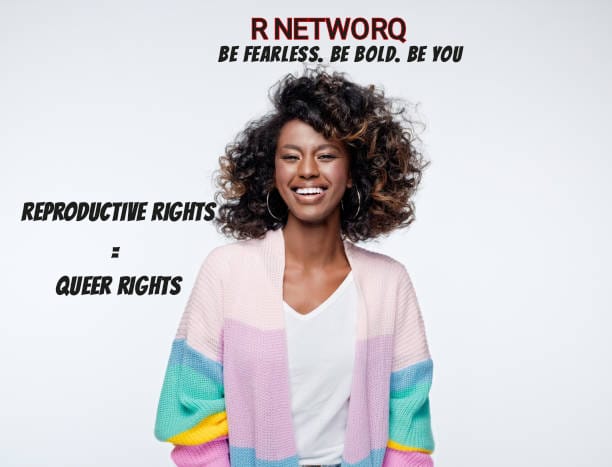 R NETWORQ
BE FEARLESS. BE BOLD. BE YOU
REPRODUCTIVE RIGHTS
=
QUEER RIGHTS